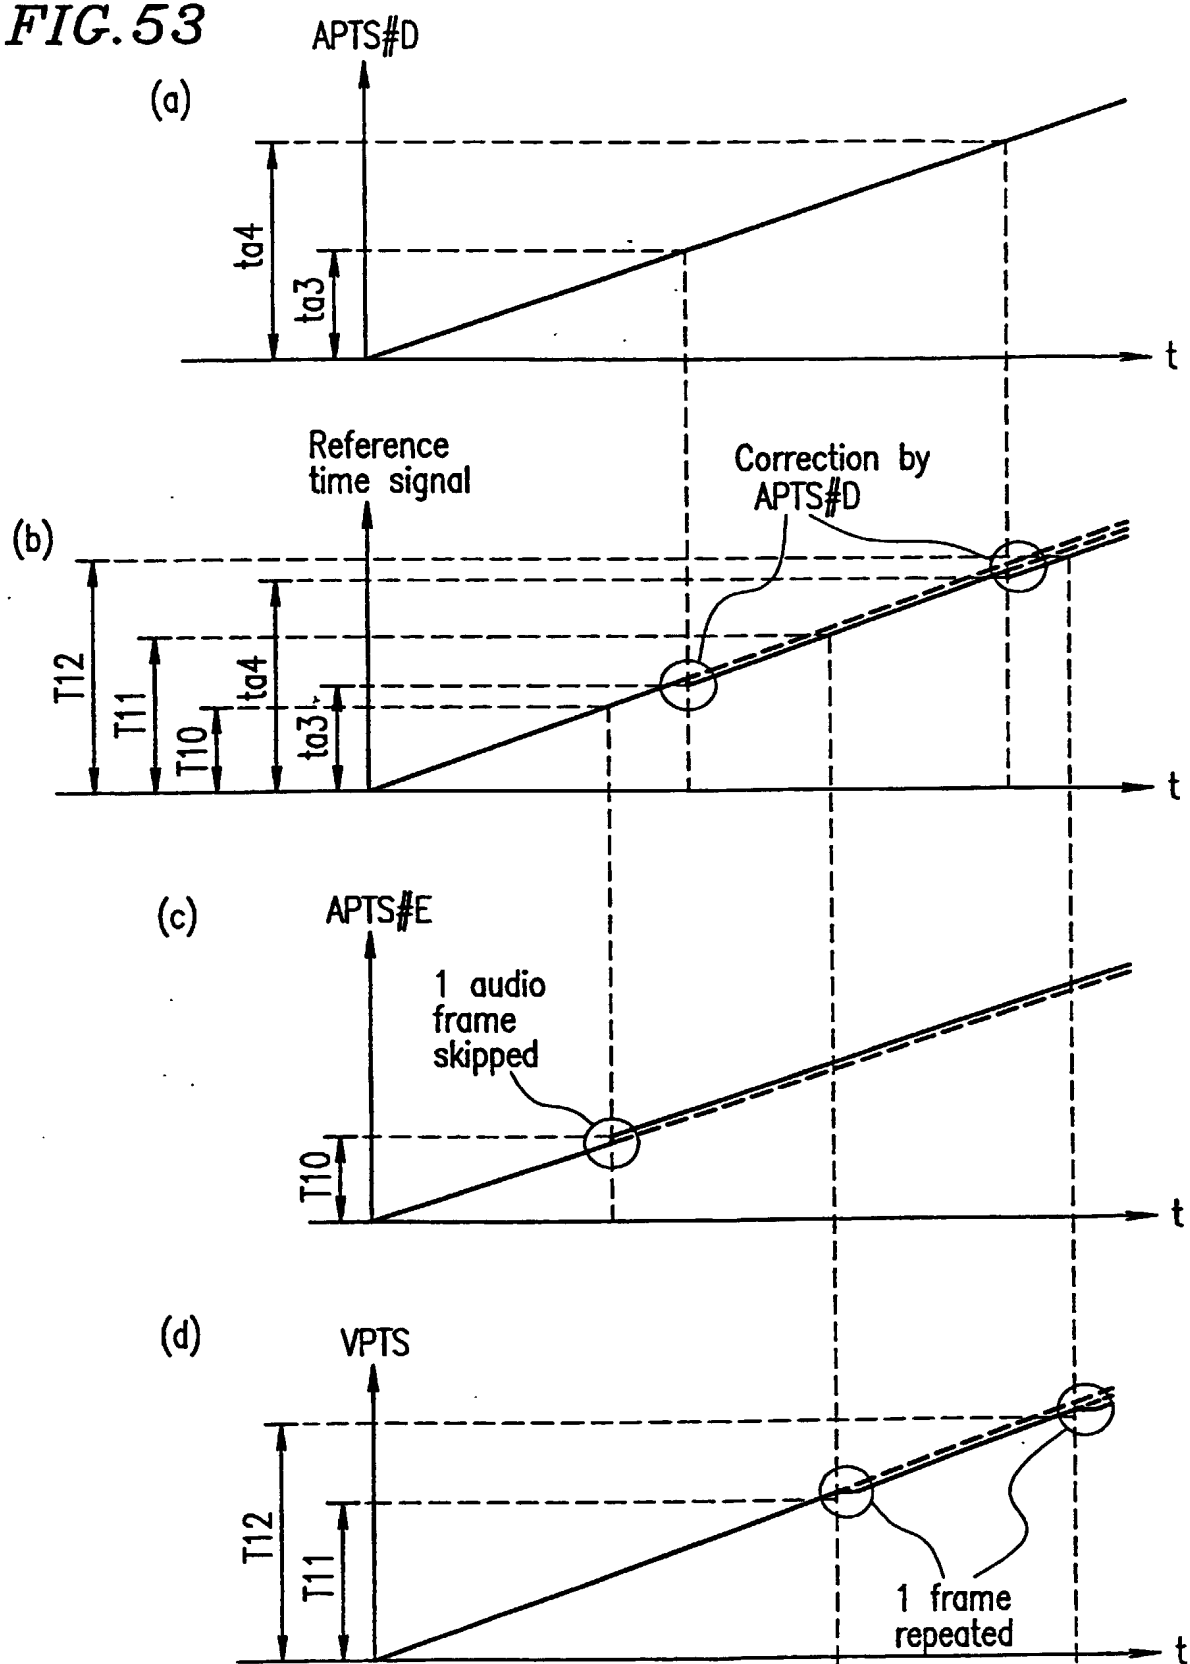 FIG.53
APTS#D
(a)
ta4
ta3
t
Reference
time signal
Correction by
APTS#D
(b)
T12
T11
T10
ta4
ta3
t
(c)
APTS#E
1 audio
frame
skipped
T10
t
(d)
VPTS
T12
T11
1 frame
repeated
t